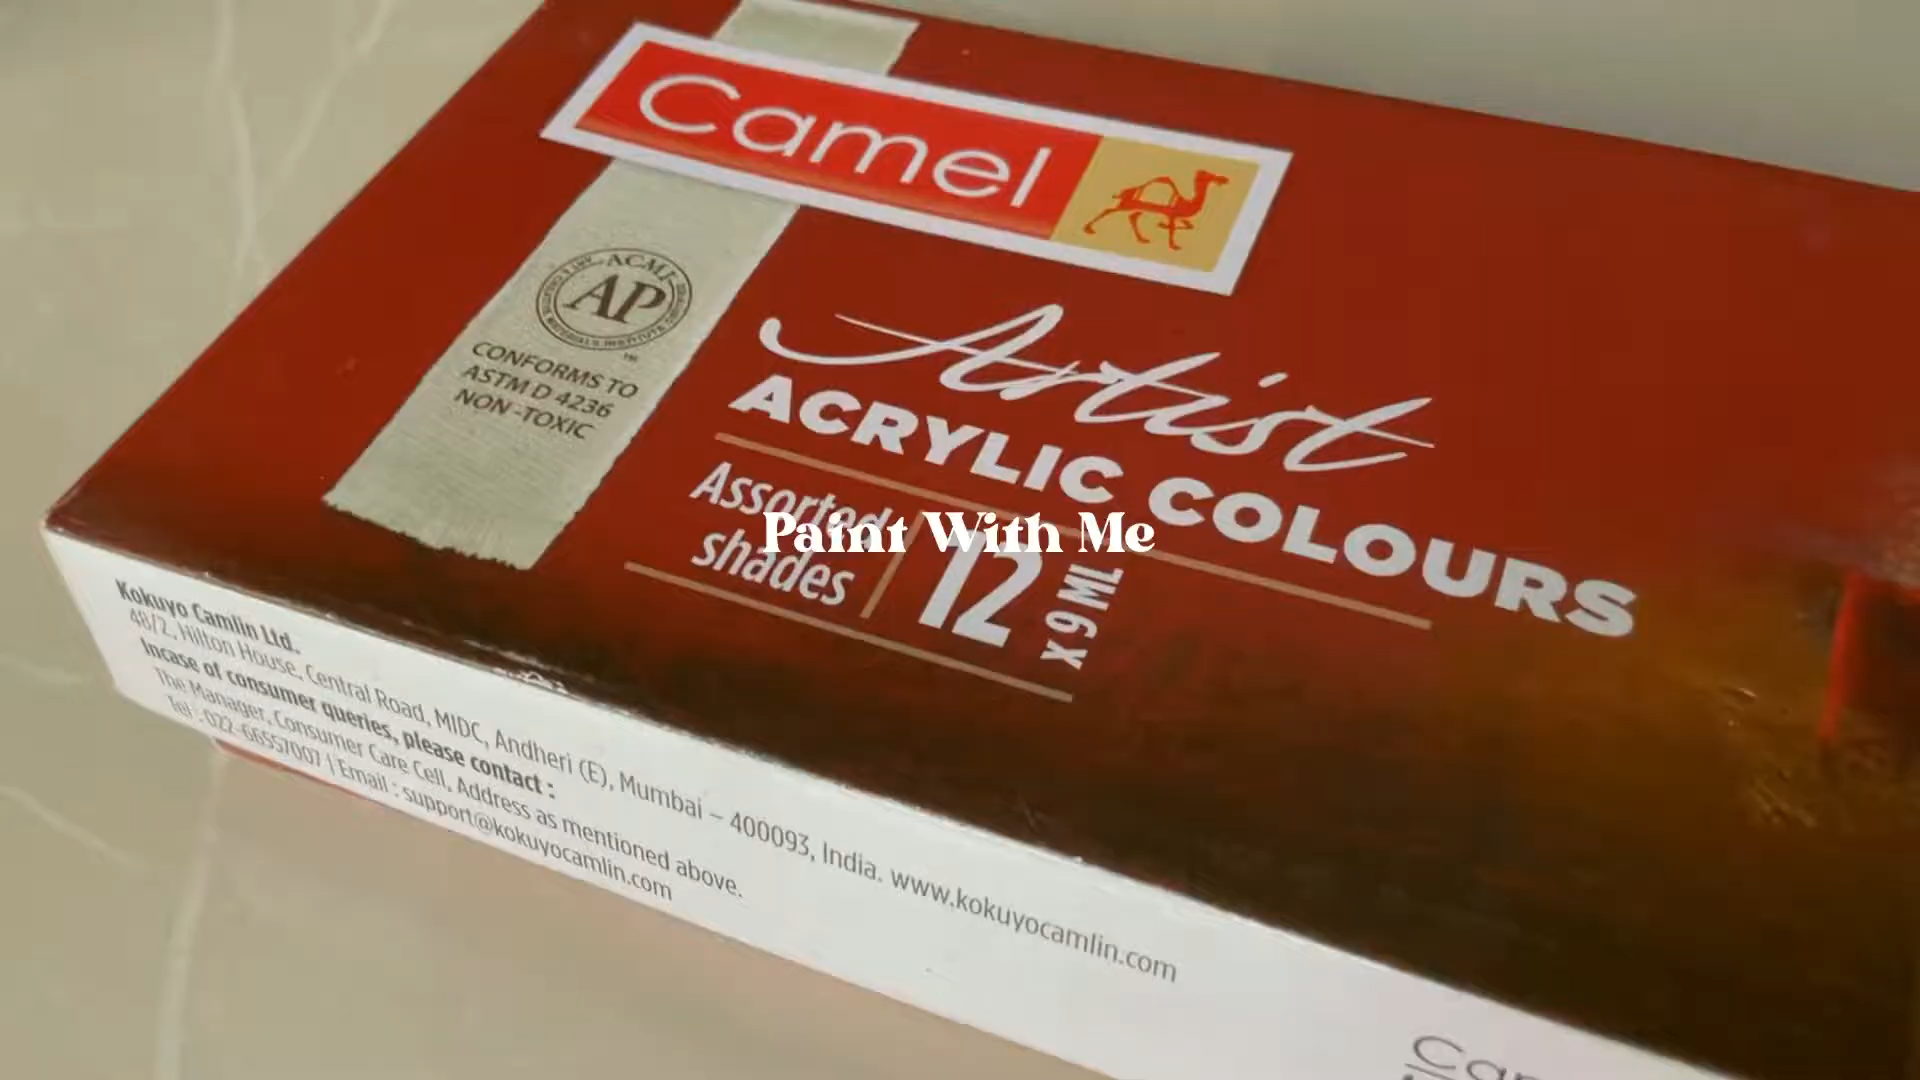 Camel
ACMI
AP
CONFORMS TO
ASTM D 4236
NON-TOXIC
Artist
ACRYLIC COLOURS
Assorted
shades
12
x 9 ML
Paint With Me
Kokuyo Camlin Ltd.
48/2, Hilton House, Central Road, MIDC, Andheri (E), Mumbai – 400093, India. www.kokuyocamlin.com
Incase of consumer queries, please contact :
The Manager, Consumer Care Cell, Address as mentioned above.
Tel : 022-66557007 | Email : support@kokuyocamlin.com